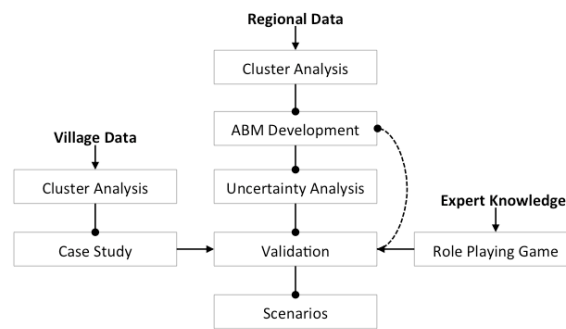 Regional Data
Cluster Analysis
ABM Development
Village Data
Cluster Analysis
Uncertainty Analysis
Expert Knowledge
Case Study
Validation
Role Playing Game
Scenarios